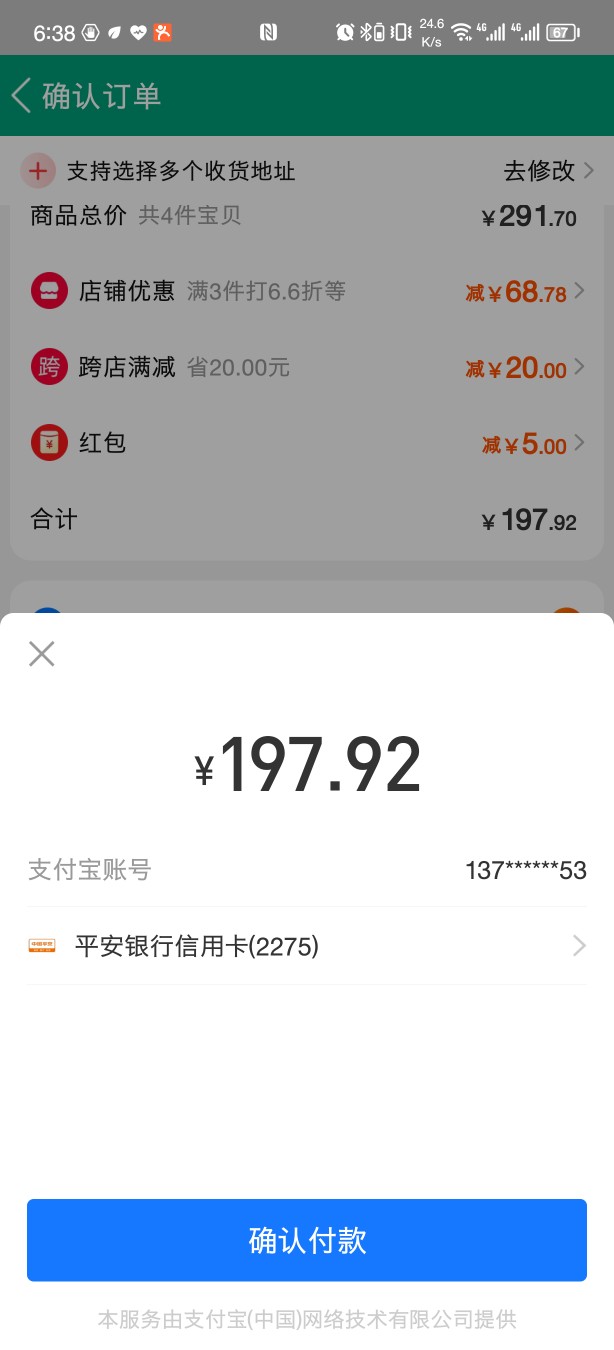 6:38 24.6 K/s 4G 4G 67
确认订单
支持选择多个收货地址 去修改
商品总价 共4件宝贝 ¥291.70
店铺优惠 满3件打6.6折等 减¥68.78
跨 跨店满减 省20.00元 减¥20.00
¥ 红包 减¥5.00
合计 ¥197.92
¥197.92
支付宝账号 137******53
平安银行信用卡(2275)
确认付款
本服务由支付宝(中国)网络技术有限公司提供